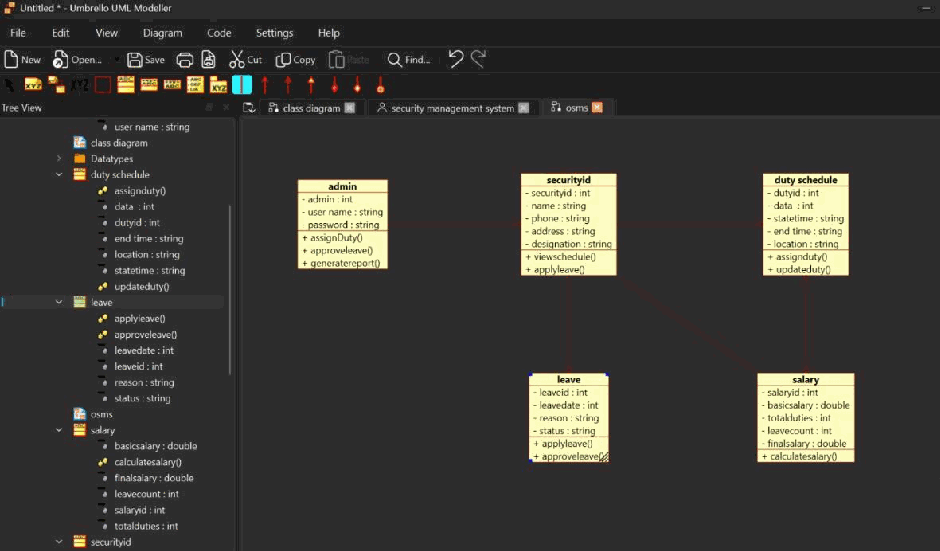 Untitled * - Umbrello UML Modeller
File Edit View Diagram Code Settings Help
New Open... Save Cut Copy Paste Find...
Tree View
class diagram security management system osms
user name : string
class diagram
Datatypes
duty schedule
assignduty()
data : int
dutyid : int
end time : string
location : string
statetime : string
updateduty()
leave
applyleave()
approveleave()
leavedate : int
leaveid : int
reason : string
status : string
osms
salary
basicsalary : double
calculatesalary()
finalsalary : double
leavecount : int
salaryid : int
totalduties : int
securityid
admin
- admin : int
- user name : string
password : string
+ assignDuty()
+ approveleave()
+ generatereport()
securityid
- securityid : int
- name : string
- phone : string
- address : string
- designation : string
+ viewschedule()
+ applyleave()
duty schedule
- dutyid : int
- data : int
- statetime : string
- end time : string
- location : string
+ assignduty()
+ updateduty()
leave
- leaveid : int
- leavedate : int
- reason : string
- status : string
+ applyleave()
+ approveleave()
salary
- salaryid : int
- basicsalary : double
- totalduties : int
- leavecount : int
- finalsalary : double
+ calculatesalary()